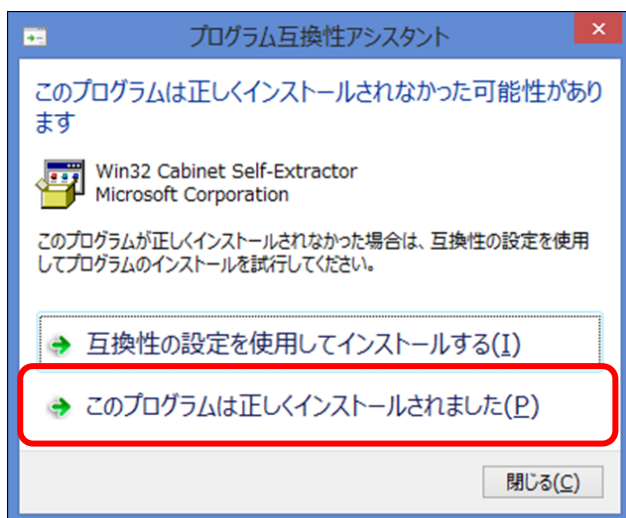 プログラム互換性アシスタント
このプログラムは正しくインストールされなかった可能性があり
ます
Win32 Cabinet Self-Extractor
Microsoft Corporation
このプログラムが正しくインストールされなかった場合は、互換性の設定を使用
してプログラムのインストールを試行してください。
互換性の設定を使用してインストールする(I)
このプログラムは正しくインストールされました(P)
閉じる(C)